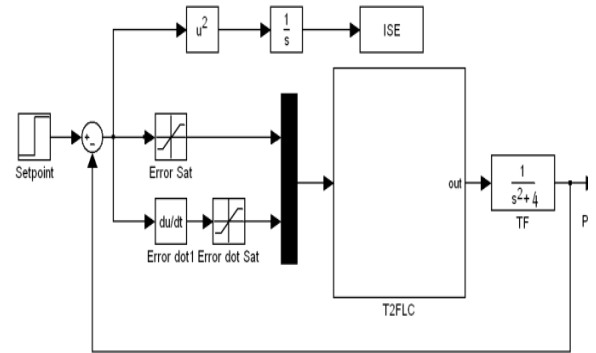 u²
1
s
ISE
Setpoint
Error Sat
du/dt
Error dot1 Error dot Sat
out
T2FLC
1
s²+4
TF
P